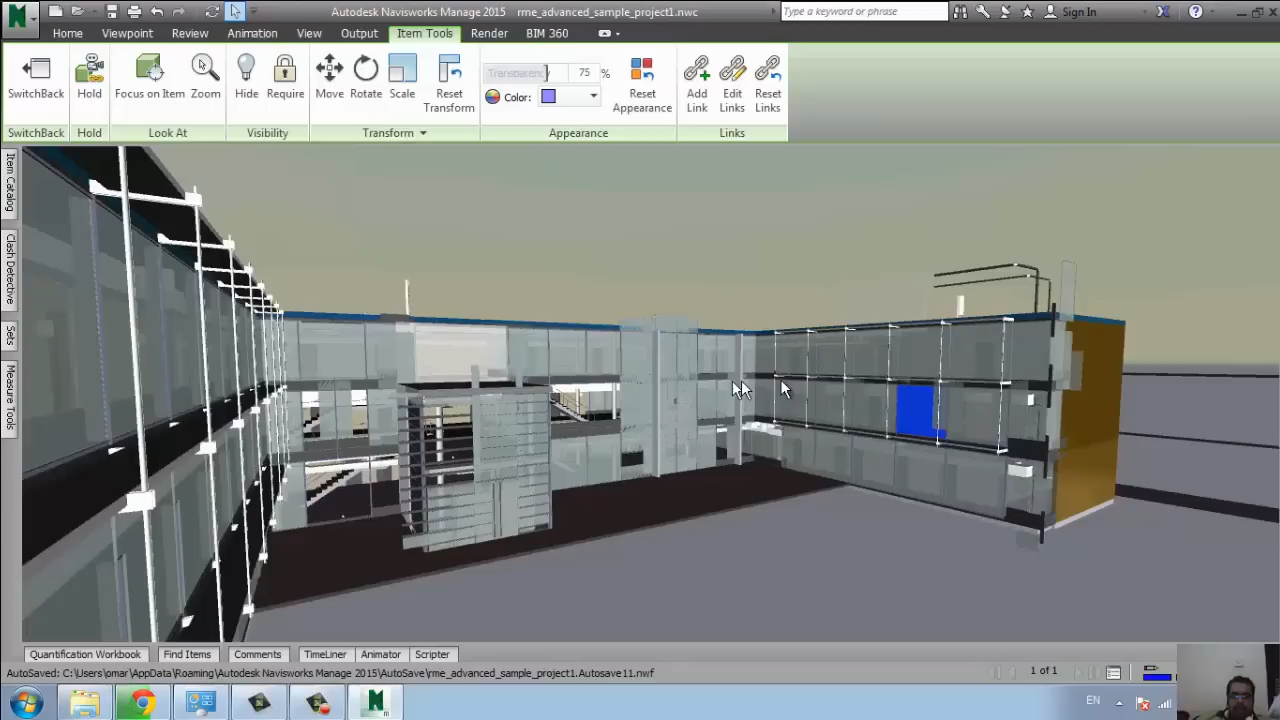 Autodesk Navisworks Manage 2015 rme_advanced_sample_project1.nwc
Type a keyword or phrase
Sign In
Home Viewpoint Review Animation View Output Item Tools Render BIM 360
SwitchBack
Hold
Focus on Item
Zoom
Hide
Require
Move
Rotate
Scale
Reset Transform
Transparency 75 %
Color:
Reset Appearance
Add Link
Edit Links
Reset Links
SwitchBack Hold Look At Visibility Transform Appearance Links
Item Catalog
Clash Detective
Sets
Measure Tools
Quantification Workbook Find Items Comments TimeLiner Animator Scripter
AutoSaved: C:\Users\omar\AppData\Roaming\Autodesk Navisworks Manage 2015\AutoSave\rme_advanced_sample_project1.Autosave11.nwf
1 of 1
EN